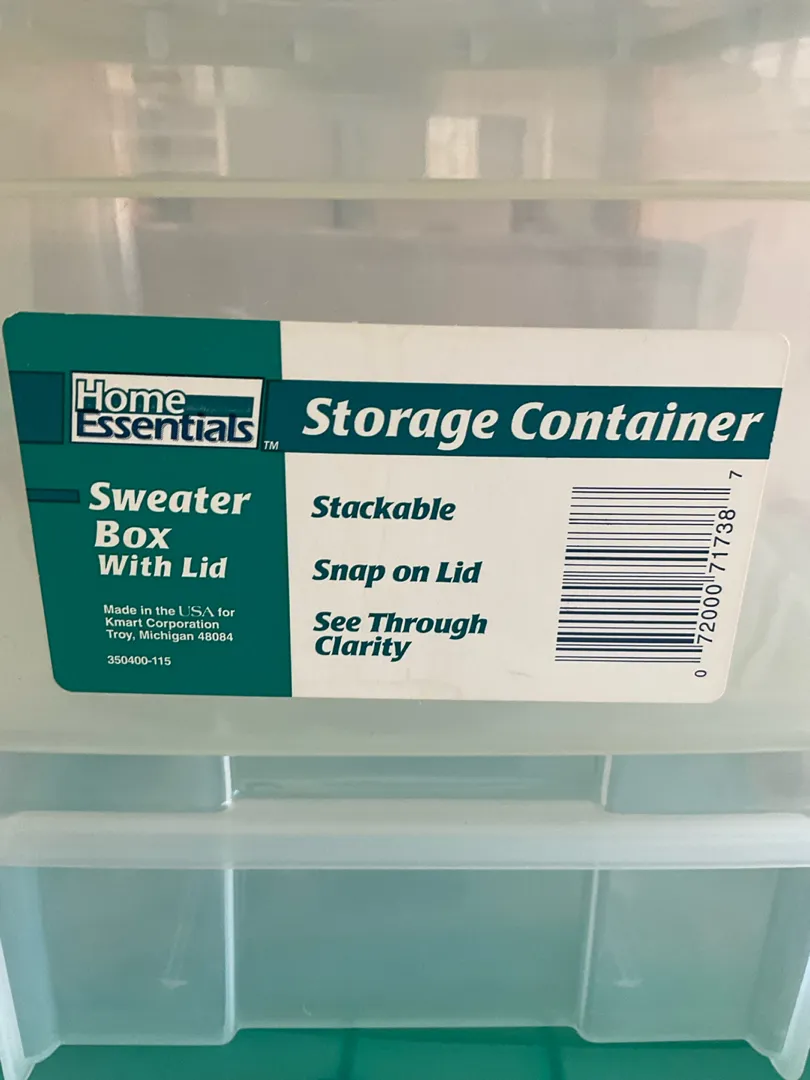 Home
Essentials
TM
Storage Container
Sweater
Box
With Lid
Made in the USA for
Kmart Corporation
Troy, Michigan 48084
350400-115
Stackable
Snap on Lid
See Through
Clarity
0 72000 71738 7